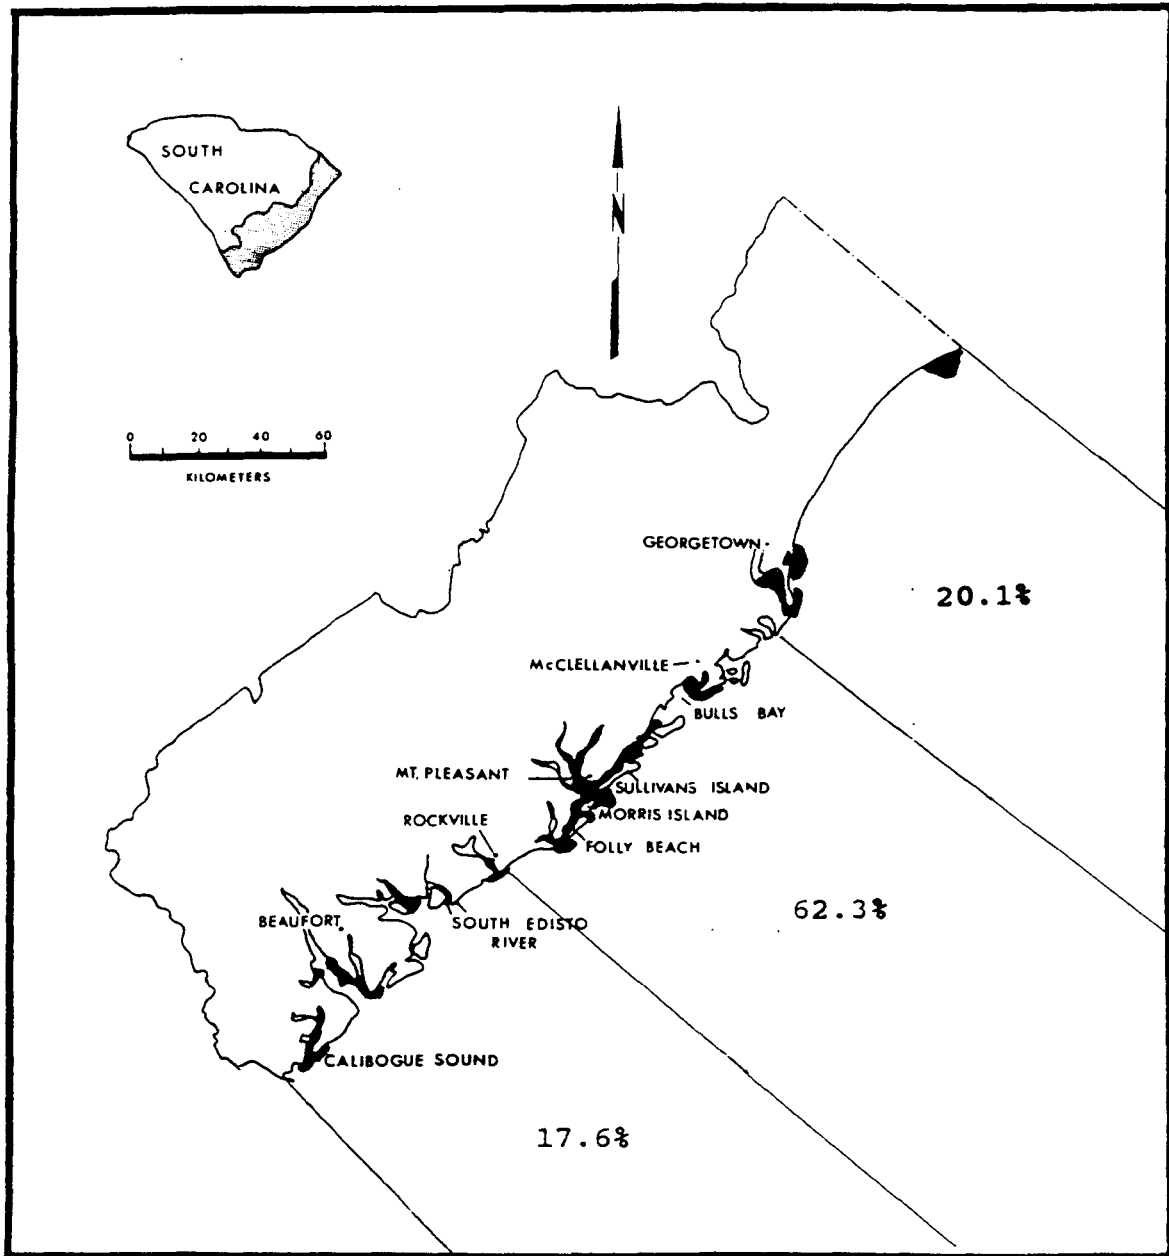 SOUTH
CAROLINA
N
0 20 40 60
KILOMETERS
GEORGETOWN
20.1%
McCLELLANVILLE
BULLS BAY
MT. PLEASANT
SULLIVANS ISLAND
MORRIS ISLAND
ROCKVILLE
FOLLY BEACH
62.3%
BEAUFORT
SOUTH EDISTO
RIVER
CALIBOGUE SOUND
17.6%